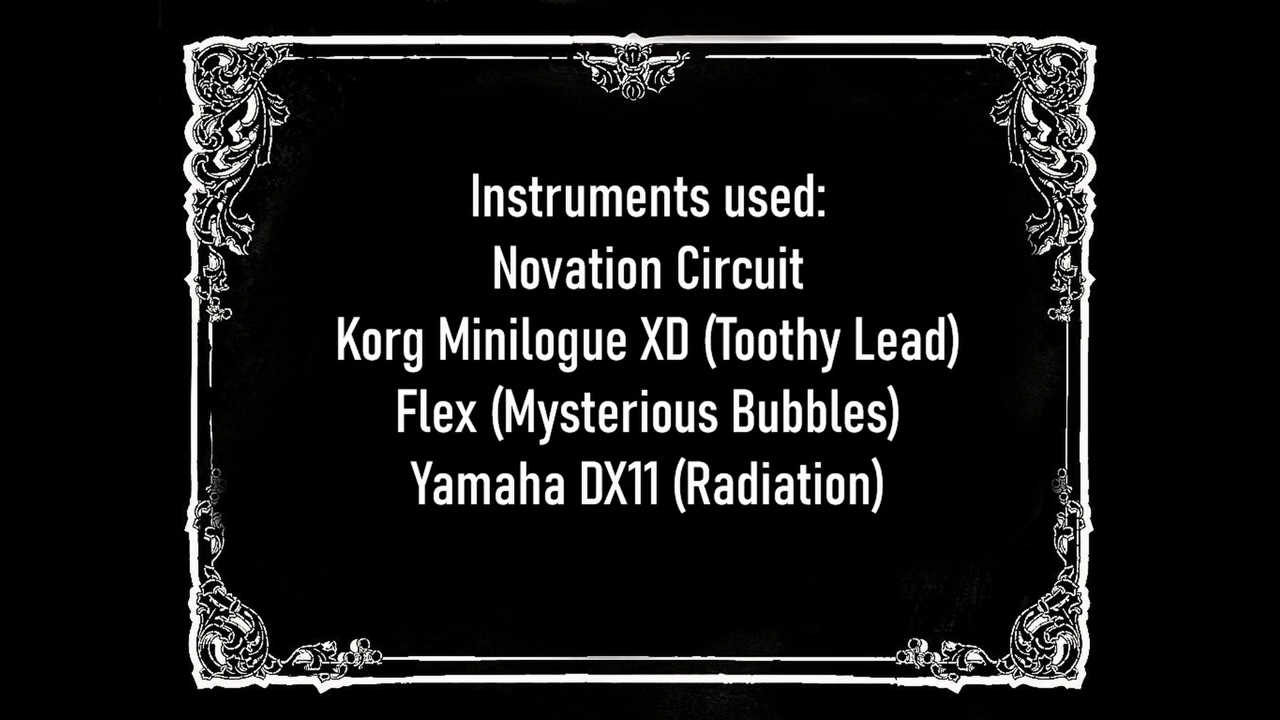 Instruments used:
Novation Circuit
Korg Minilogue XD (Toothy Lead)
Flex (Mysterious Bubbles)
Yamaha DX11 (Radiation)